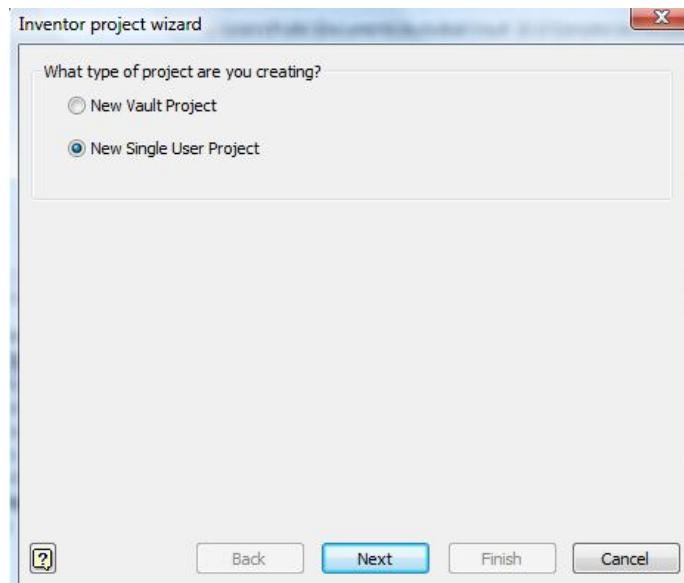 Inventor project wizard
What type of project are you creating?
New Vault Project
New Single User Project
Back
Next
Finish
Cancel